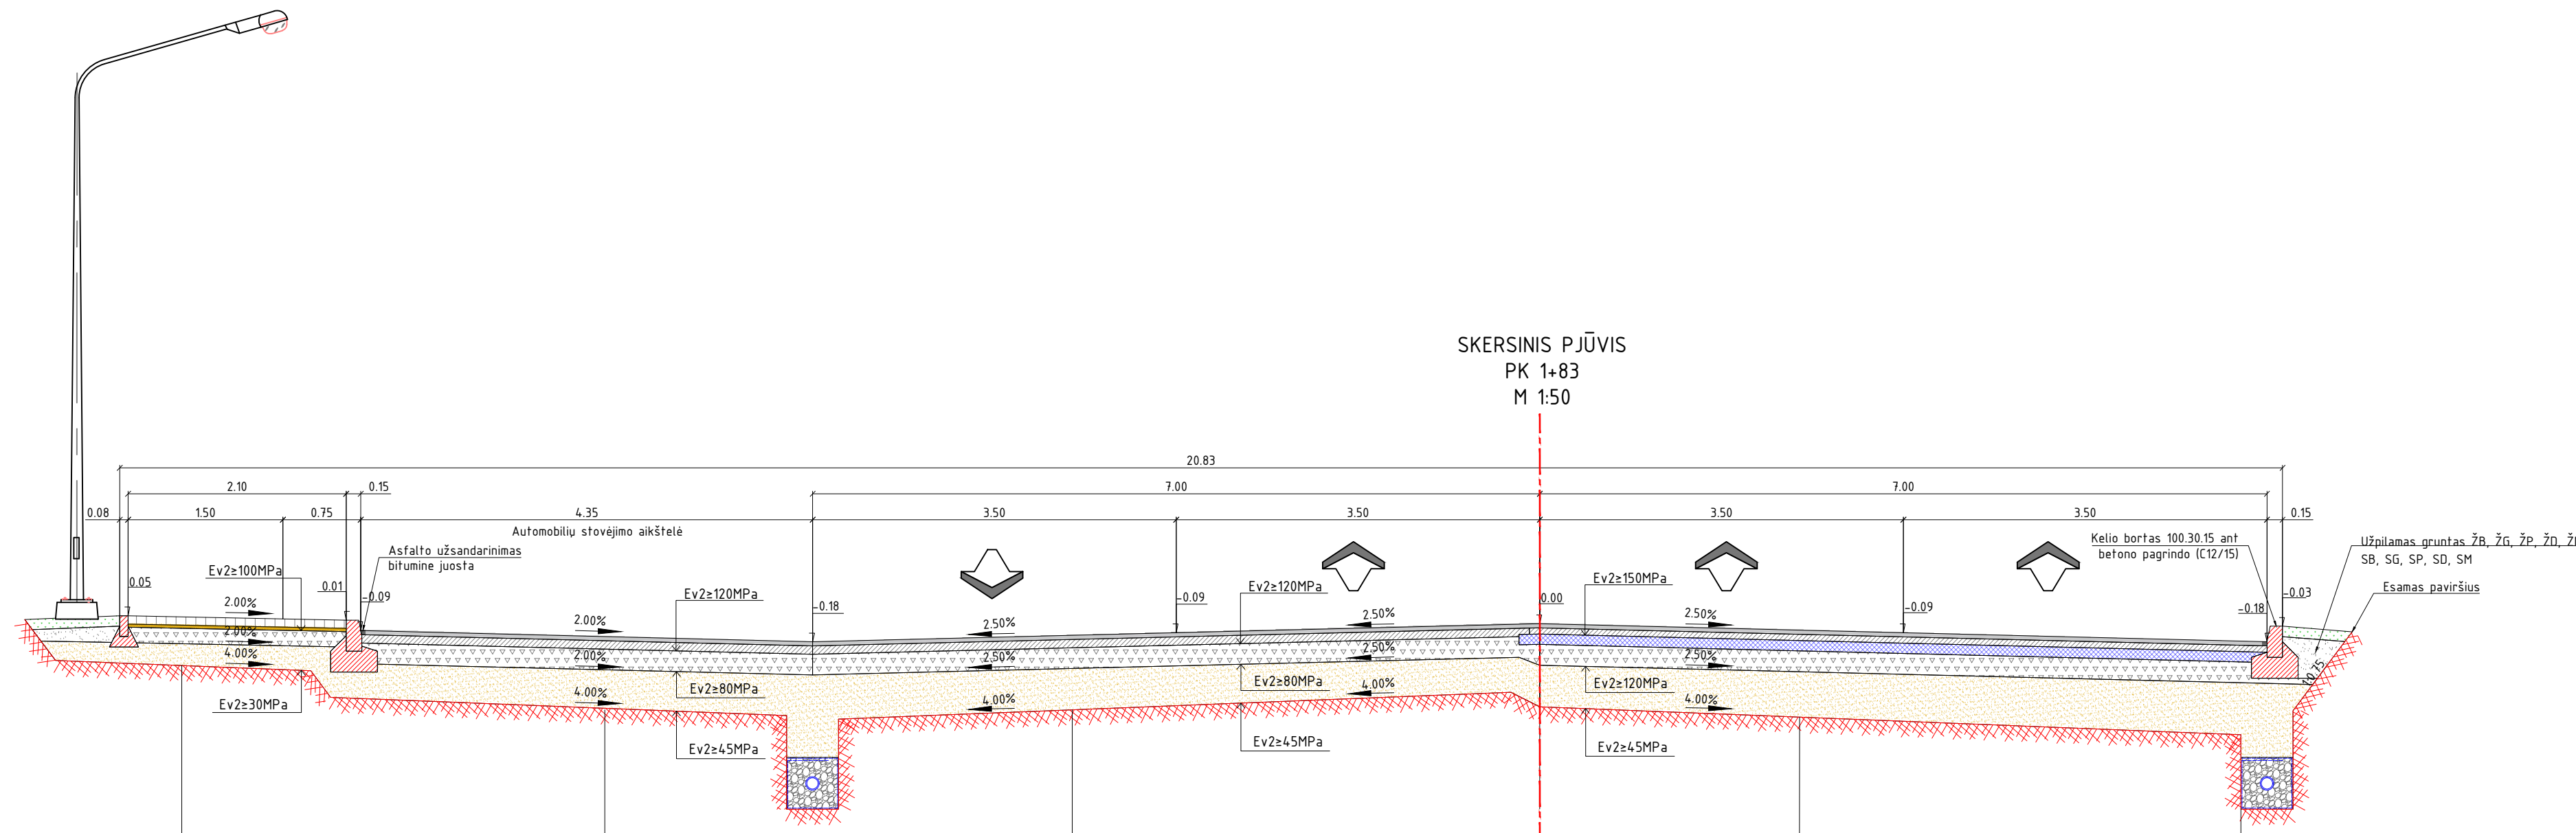 SKERSINIS PJŪVIS
PK 1+83
M 1:50
20.83
2.10
0.15
7.00
7.00
0.08
1.50
0.75
4.35
3.50
3.50
3.50
3.50
0.15
Automobilių stovėjimo aikštelė
Asfalto užsandarinimas
bitumine juosta
Kelio bortas 100.30.15 ant
betono pagrindo (C12/15)
Užpilamas gruntas ŽB, ŽG, ŽP, ŽD,
SB, SG, SP, SD, SM
Esamas paviršius
Ev2≥100MPa
0.05
0.01
-0.09
Ev2≥120MPa
-0.18
-0.09
Ev2≥120MPa
0.00
Ev2≥150MPa
-0.09
-0.18
-0.03
2.00%
2.00%
2.50%
2.50%
2.50%
2.00%
2.00%
2.50%
2.50%
2.50%
4.00%
4.00%
4.00%
4.00%
4.00%
Ev2≥30MPa
Ev2≥80MPa
Ev2≥80MPa
Ev2≥120MPa
Ev2≥45MPa
Ev2≥45MPa
Ev2≥45MPa